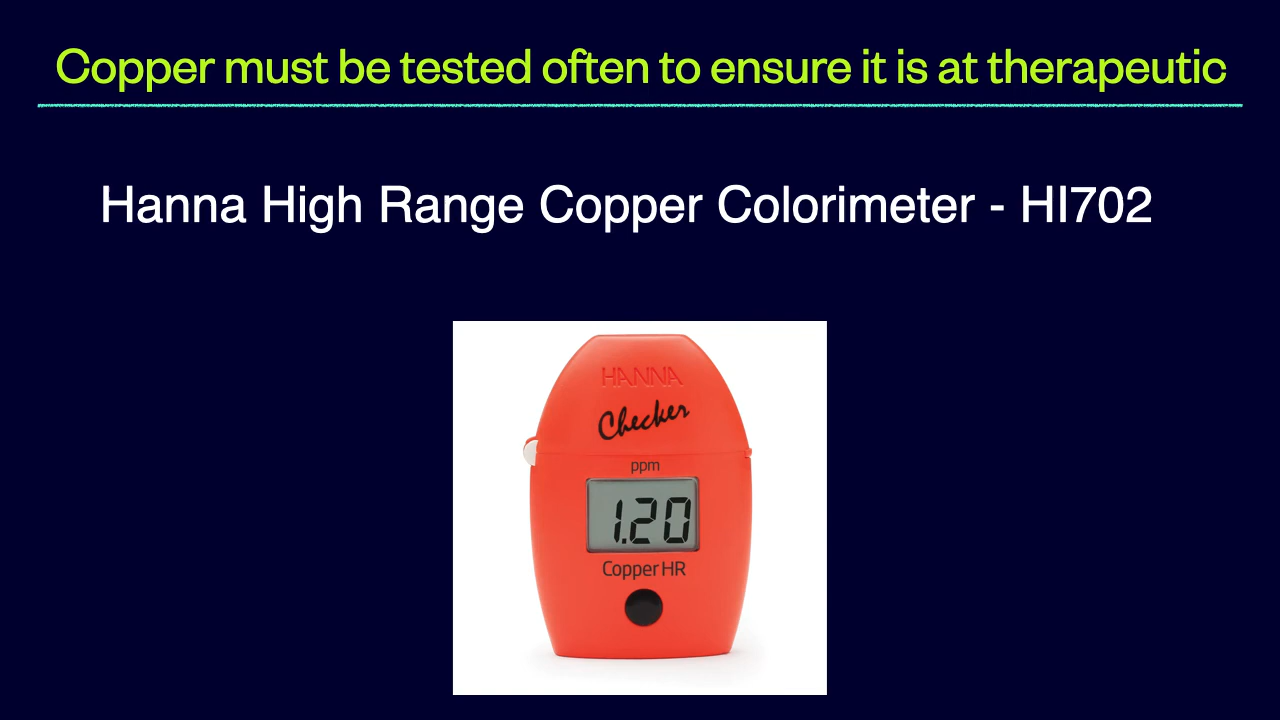 Copper must be tested often to ensure it is at therapeutic
Hanna High Range Copper Colorimeter - HI702
HANNA
Checker
ppm
1.20
Copper HR